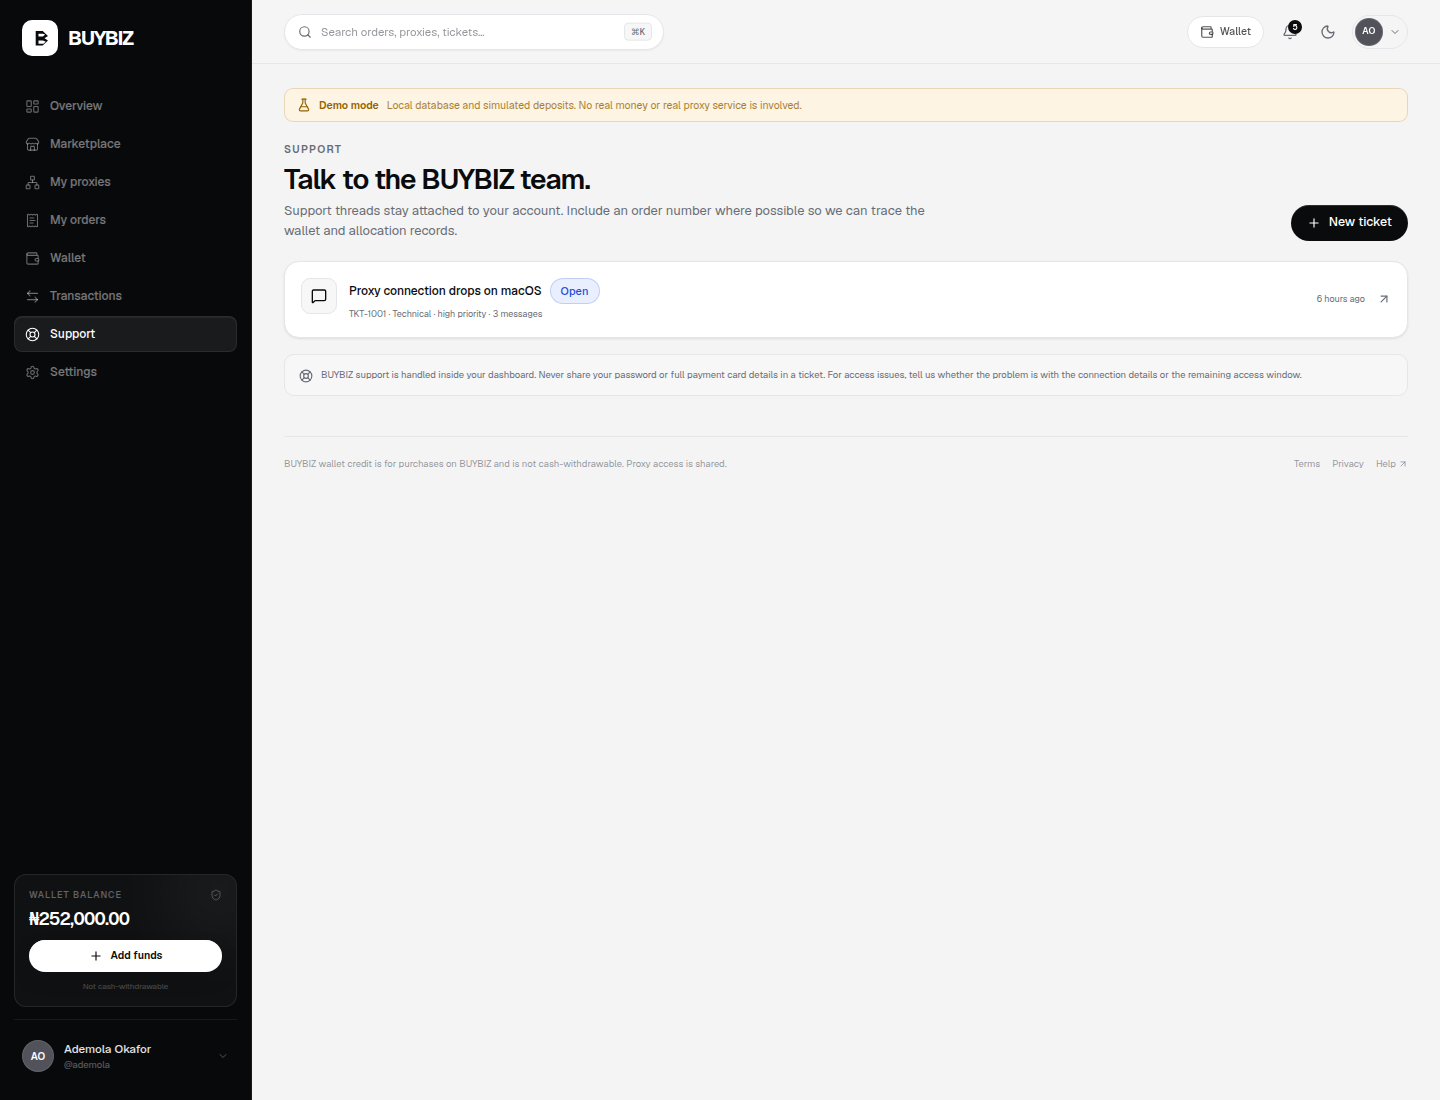 BUYBIZ
Overview
Marketplace
My proxies
My orders
Wallet
Transactions
Support
Settings
WALLET BALANCE
₦252,000.00
Add funds
Not cash-withdrawable
AO
Ademola Okafor
@ademola
Search orders, proxies, tickets...
⌘K
Wallet
5
AO
Demo mode Local database and simulated deposits. No real money or real proxy service is involved.
SUPPORT
Talk to the BUYBIZ team.
Support threads stay attached to your account. Include an order number where possible so we can trace the
wallet and allocation records.
New ticket
Proxy connection drops on macOS Open
TKT-1001 · Technical · high priority · 3 messages
6 hours ago
BUYBIZ support is handled inside your dashboard. Never share your password or full payment card details in a ticket. For access issues, tell us whether the problem is with the connection details or the remaining access window.
BUYBIZ wallet credit is for purchases on BUYBIZ and is not cash-withdrawable. Proxy access is shared.
Terms Privacy Help